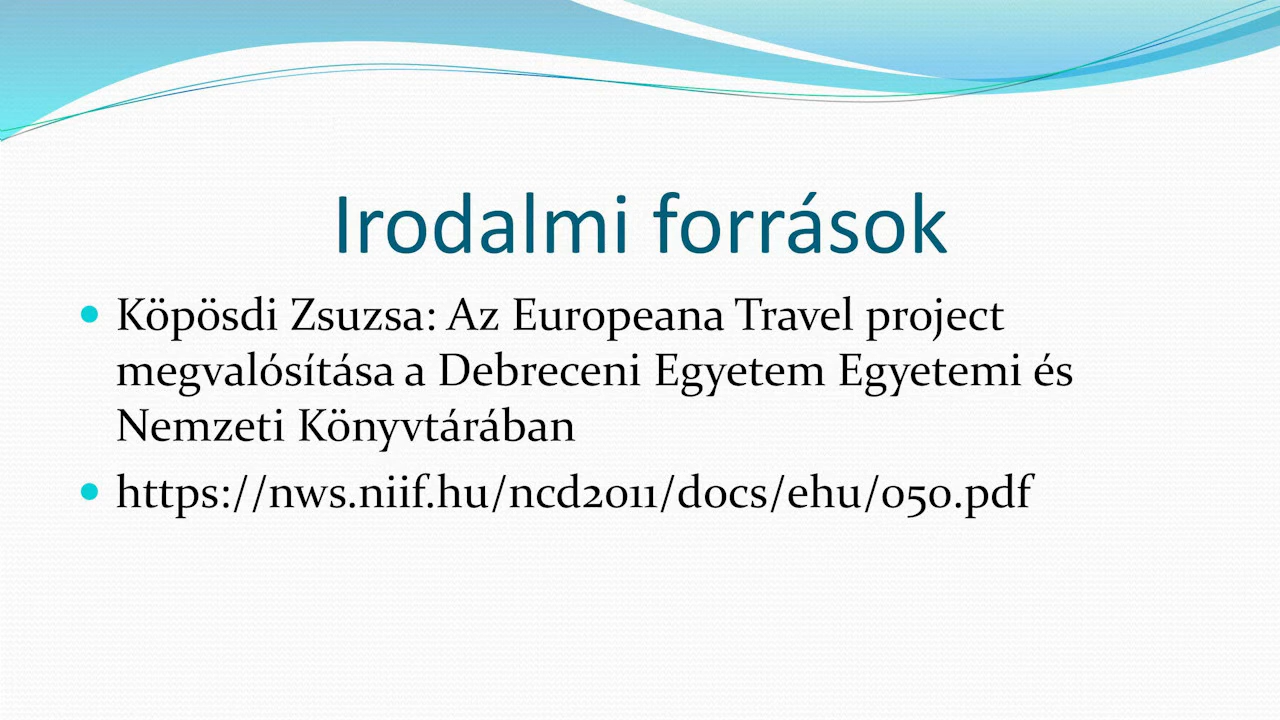 Irodalmi források
• Köpösdi Zsuzsa: Az Europeana Travel project
megvalósítása a Debreceni Egyetem Egyetemi és
Nemzeti Könyvtárában
• https://nws.niif.hu/ncd2011/docs/ehu/050.pdf